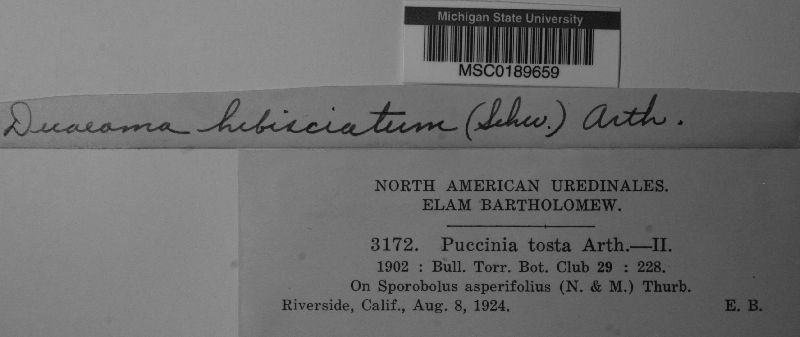 Michigan State University
MSC0189659
Dicaeoma hibisciatum (Schw.) Arth.
NORTH AMERICAN UREDINALES.
ELAM BARTHOLOMEW.
3172. Puccinia tosta Arth.—II.
1902 : Bull. Torr. Bot. Club 29 : 228.
On Sporobolus asperifolius (N. & M.) Thurb.
Riverside, Calif., Aug. 8, 1924. E. B.